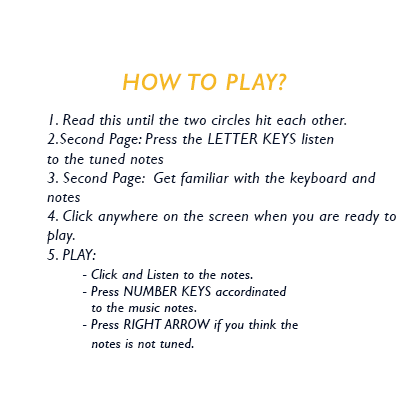 HOW TO PLAY?
1. Read this until the two circles hit each other.
2.Second Page: Press the LETTER KEYS listen
to the tuned notes
3. Second Page:  Get familiar with the keyboard and
notes
4. Click anywhere on the screen when you are ready to
play.
5. PLAY:
- Click and Listen to the notes.
- Press NUMBER KEYS accordinated
to the music notes.
- Press RIGHT ARROW if you think the
notes is not tuned.